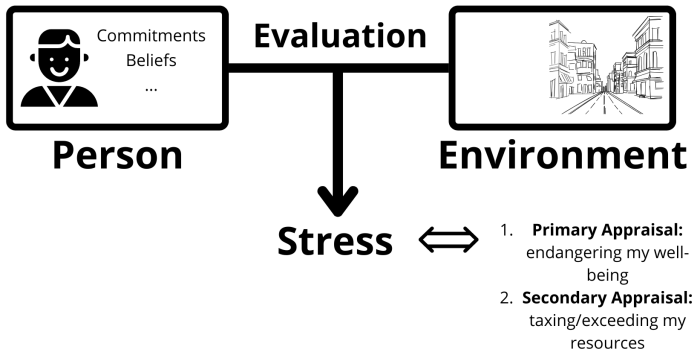 Commitments
Beliefs
...
Evaluation
Person
Environment
Stress
1. Primary Appraisal:
endangering my well-
being
2. Secondary Appraisal:
taxing/exceeding my
resources